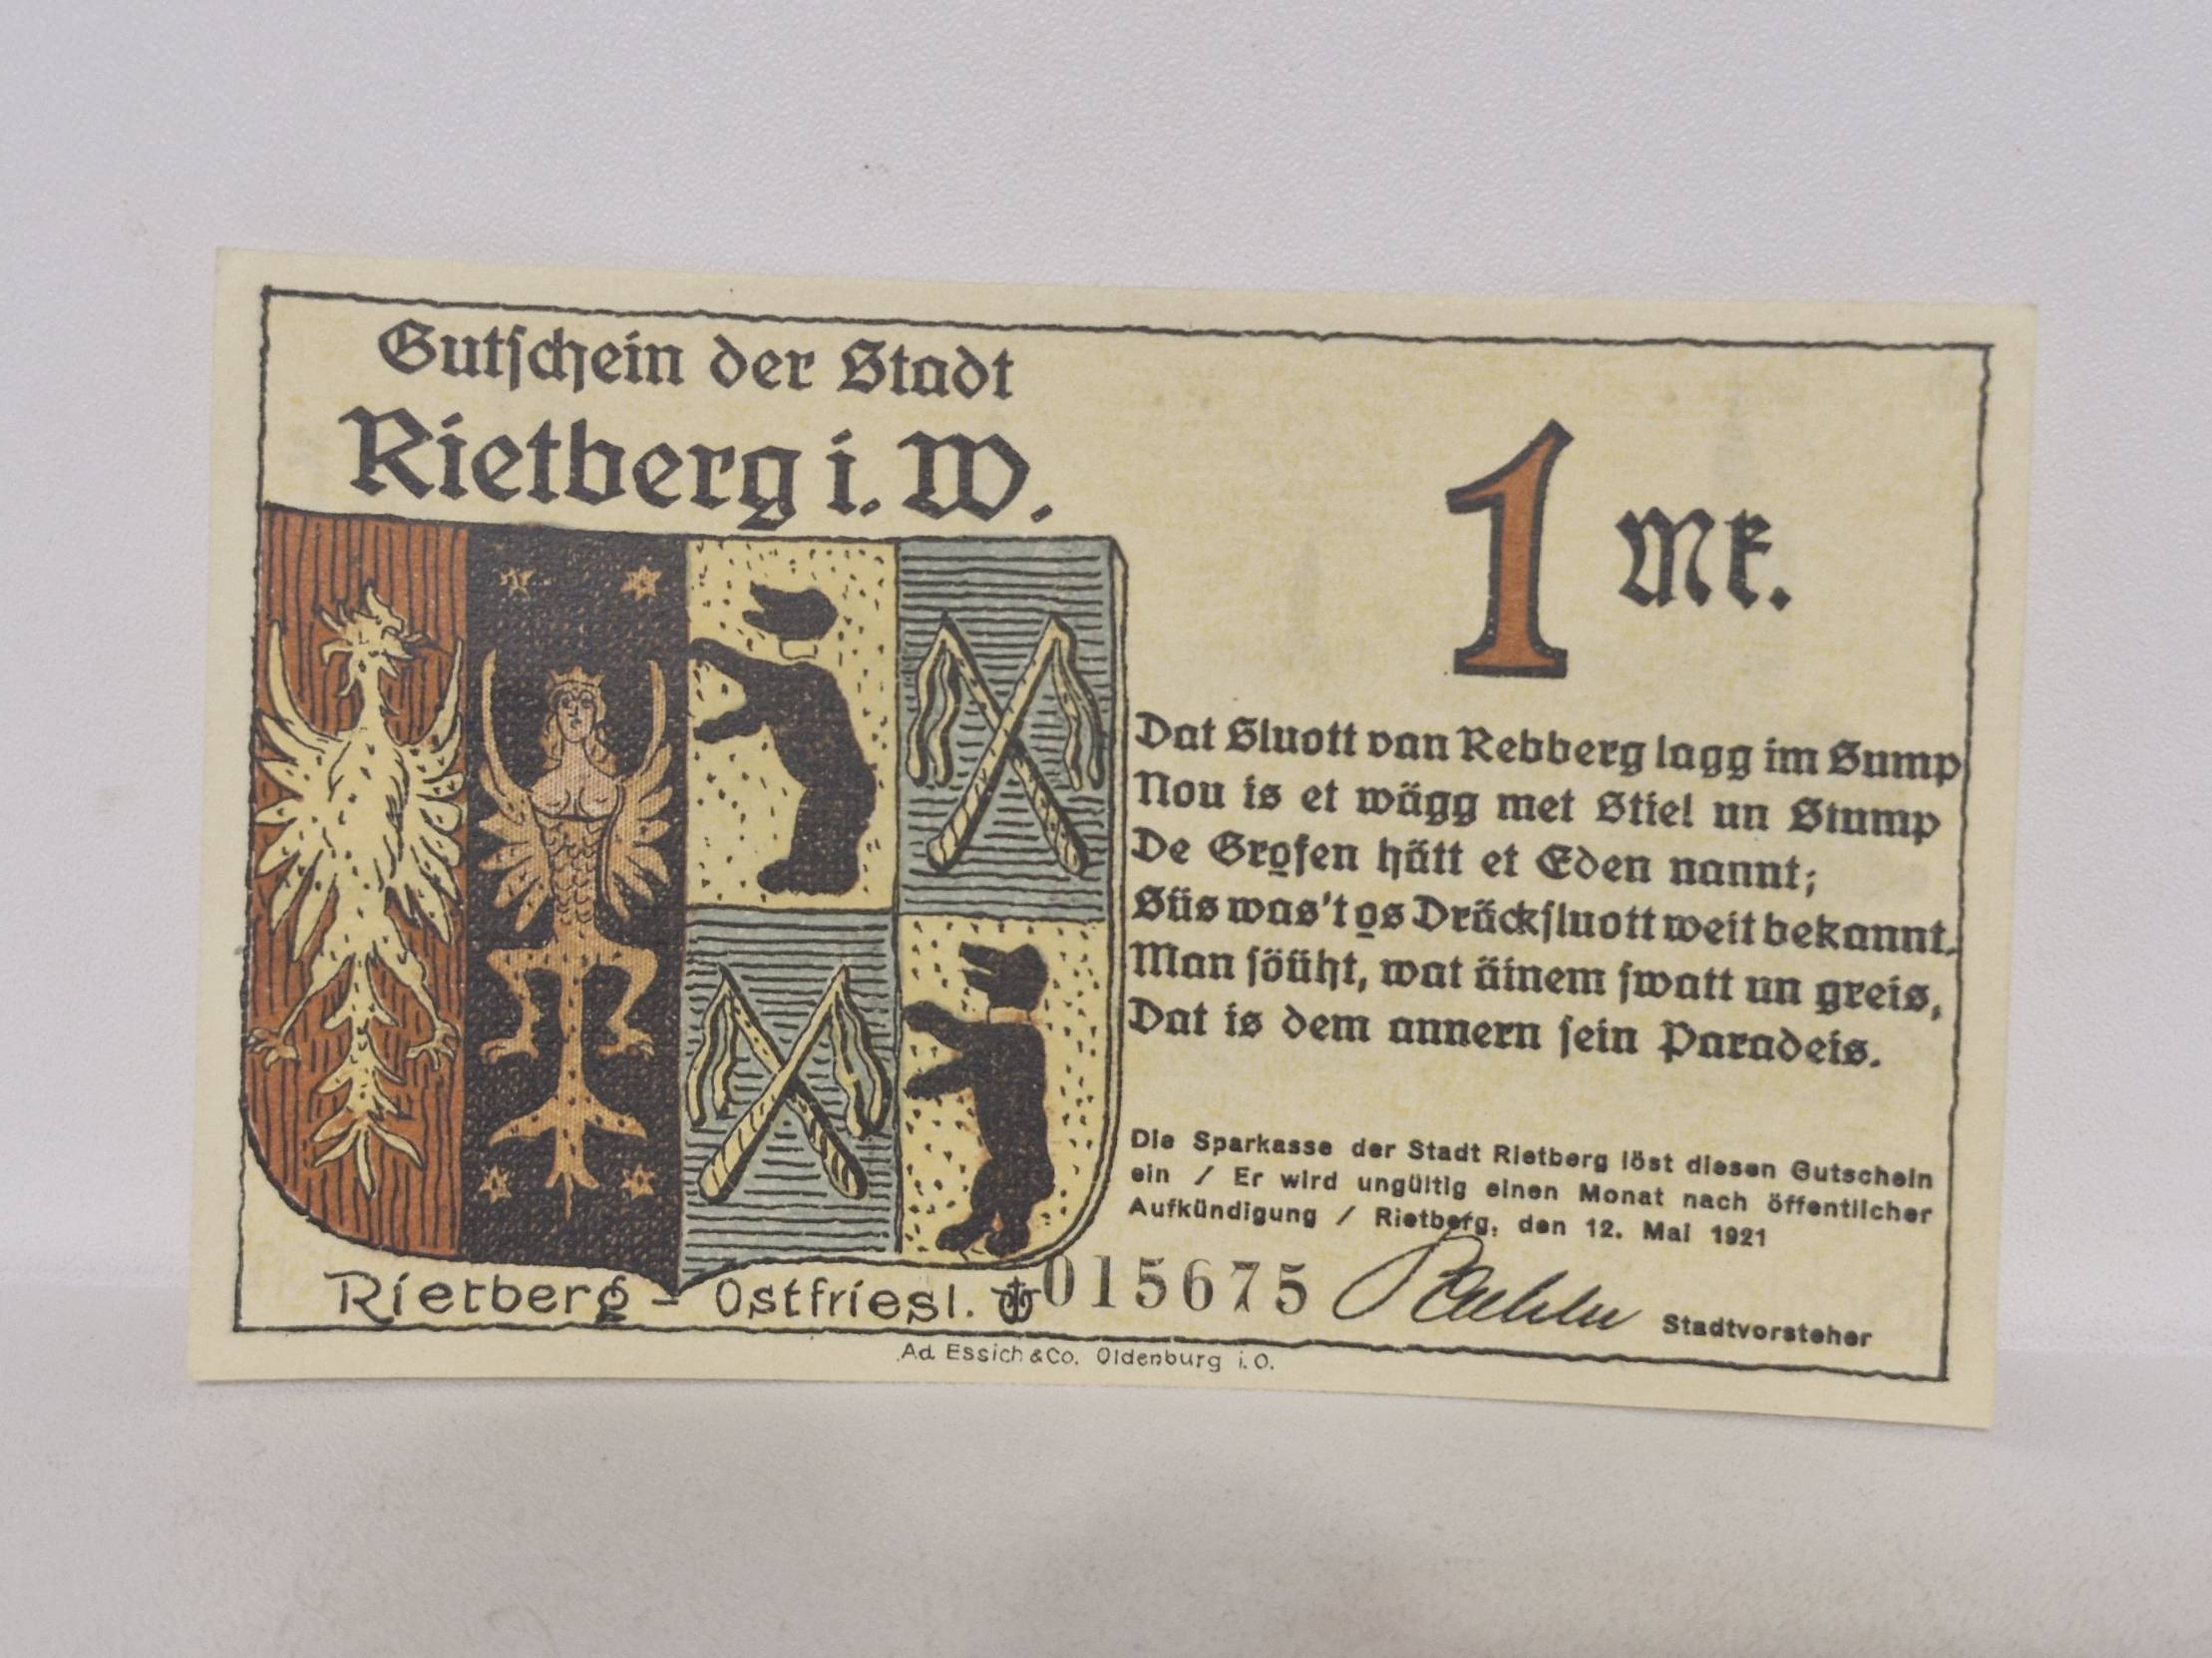 Gutschein der Stadt
Rietberg i. W.
1 Mk.
Dat Sluott van Rebberg lagg im Sump
Nou is et wägg met Stiel un Stump
De Grofen hätt et Eden nannt;
Süs was't os Dräcksluott weit bekannt.
Man söüht, wat äinem swatt un greis,
Dat is dem annern sein Paradeis.
Die Sparkasse der Stadt Rietberg löst diesen Gutschein
ein / Er wird ungültig einen Monat nach öffentlicher
Aufkündigung / Rietberg, den 12. Mai 1921
Rietberg - Ostfriesl.
015675
Stadtvorsteher
Ad. Essich & Co. Oldenburg i. O.